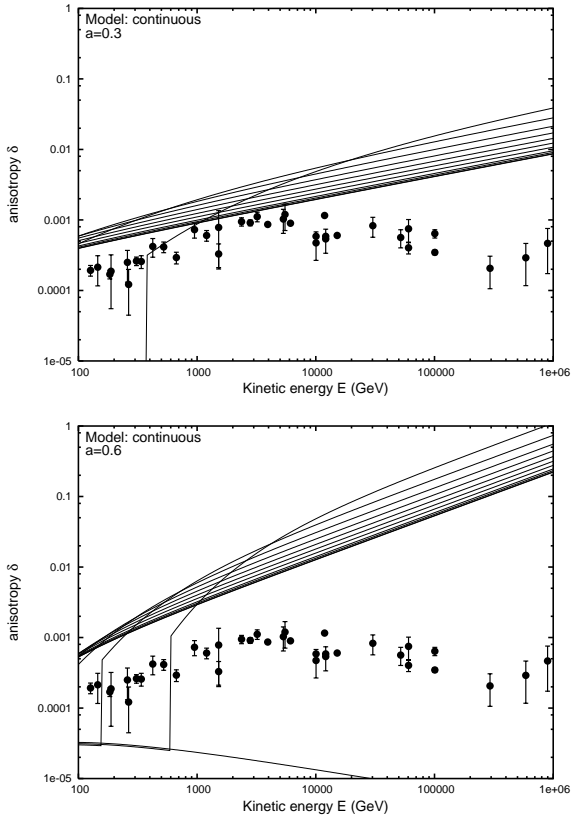 Model: continuous
a=0.3
1
0.1
0.01
0.001
0.0001
1e-05
anisotropy δ
100
1000
10000
100000
1e+06
Kinetic energy E (GeV)
Model: continuous
a=0.6
1
0.1
0.01
0.001
0.0001
1e-05
anisotropy δ
100
1000
10000
100000
1e+06
Kinetic energy E (GeV)